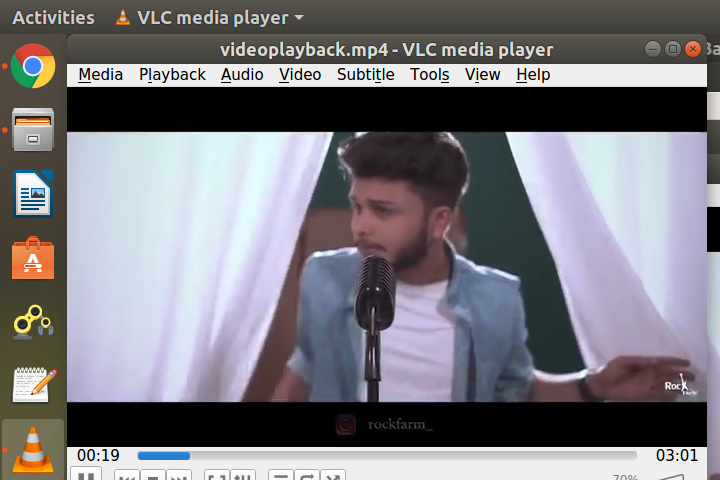 Activities VLC media player
videoplayback.mp4 - VLC media player
Media Playback Audio Video Subtitle Tools View Help
Rock
rockfarm_
00:19 03:01
70%